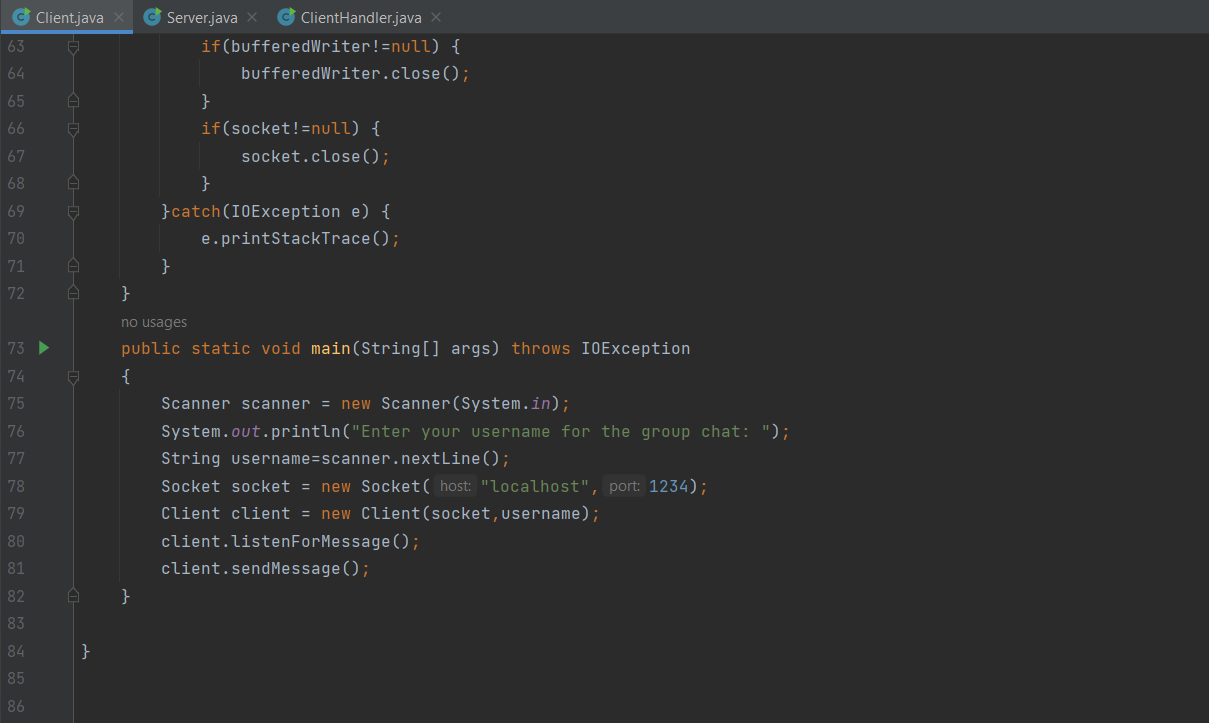 Client.java Server.java ClientHandler.java
63 if(bufferedWriter!=null) {
64 bufferedWriter.close();
65 }
66 if(socket!=null) {
67 socket.close();
68 }
69 }catch(IOException e) {
70 e.printStackTrace();
71 }
72 }
no usages
73 public static void main(String[] args) throws IOException
74 {
75 Scanner scanner = new Scanner(System.in);
76 System.out.println("Enter your username for the group chat: ");
77 String username=scanner.nextLine();
78 Socket socket = new Socket( host: "localhost", port: 1234);
79 Client client = new Client(socket,username);
80 client.listenForMessage();
81 client.sendMessage();
82 }
83
84 }
85
86